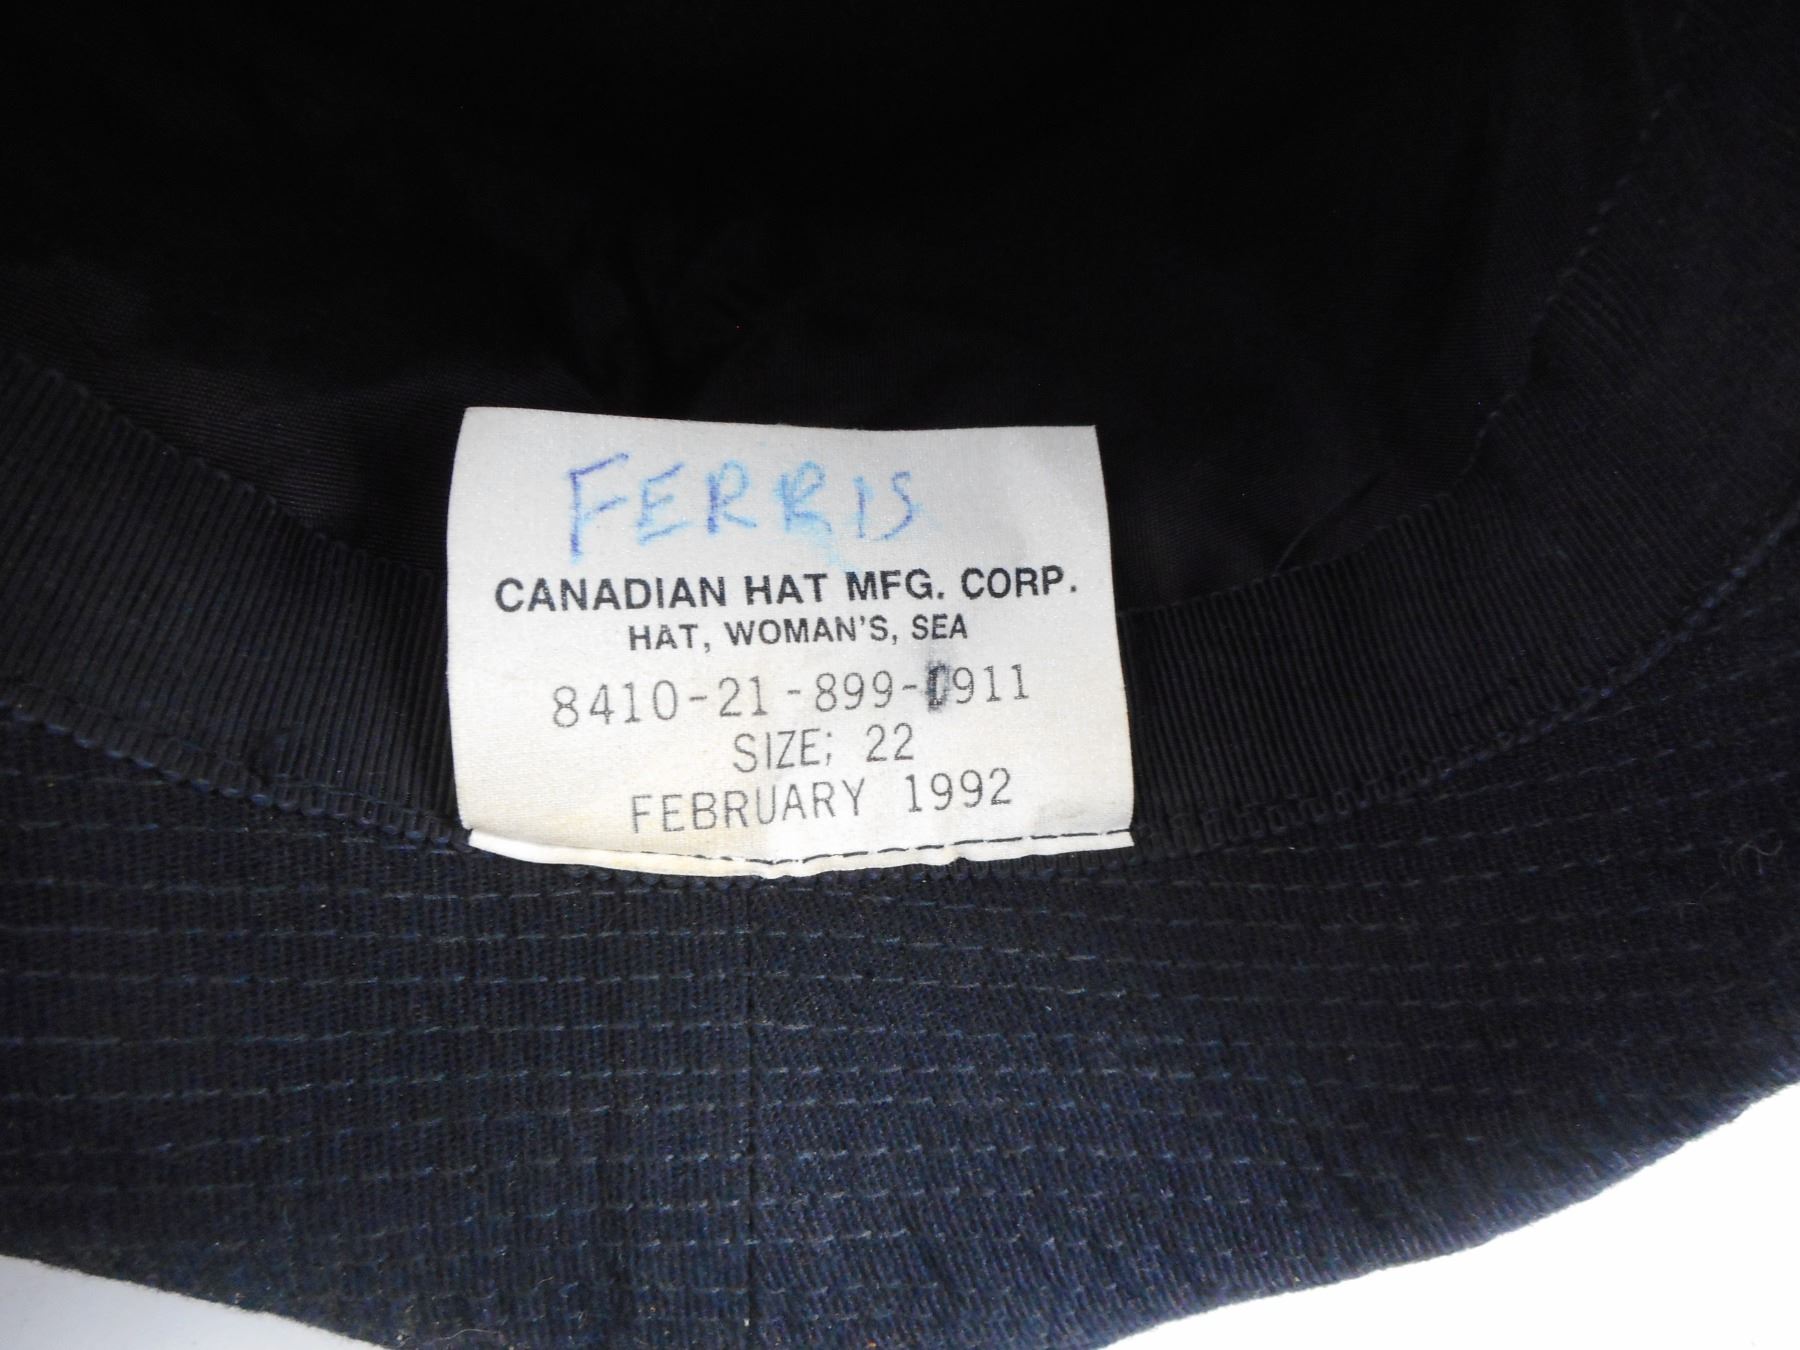 FERRIS
CANADIAN HAT MFG. CORP.
HAT, WOMAN'S, SEA
8410-21-899-0911
SIZE; 22
FEBRUARY 1992